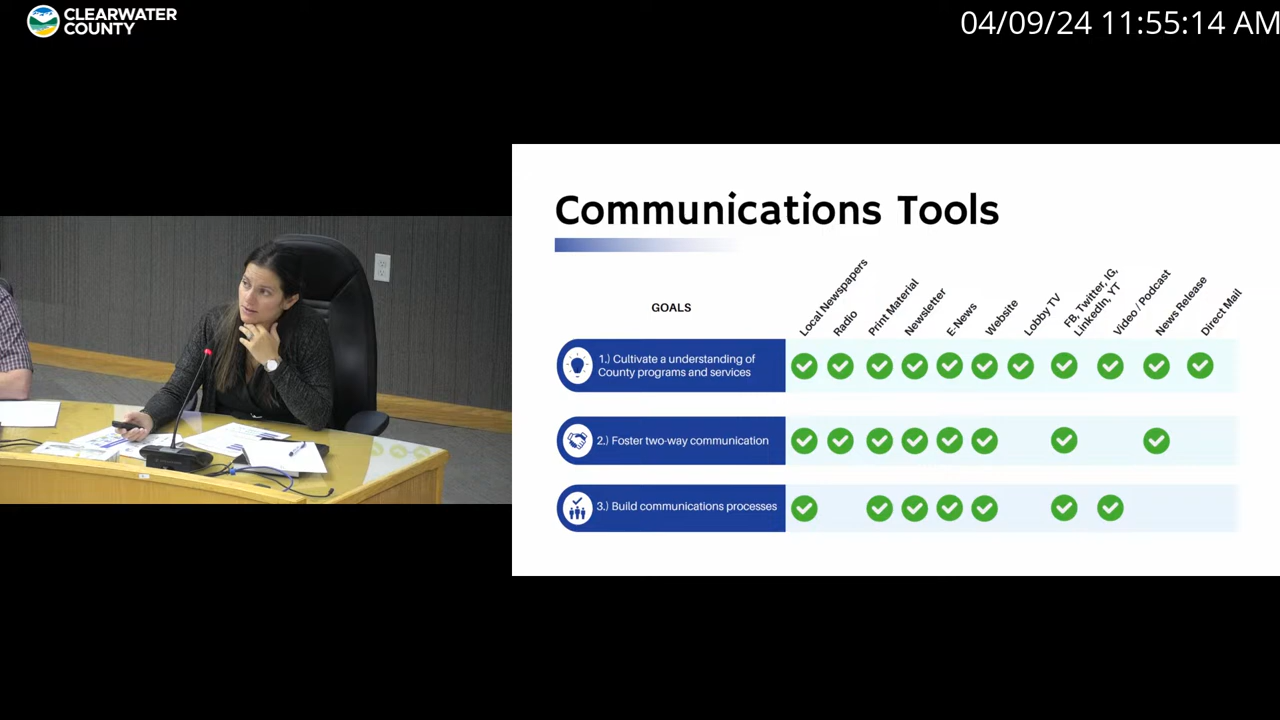 CLEARWATER
COUNTY
04/09/24 11:55:14 AM
Communications Tools
GOALS
Local Newspapers
Radio
Print Material
Newsletter
E-News
Website
Lobby TV
FB, Twitter, IG,
LinkedIn, YT
Video / Podcast
News Release
Direct Mail
1.) Cultivate a understanding of
County programs and services
2.) Foster two-way communication
3.) Build communications processes